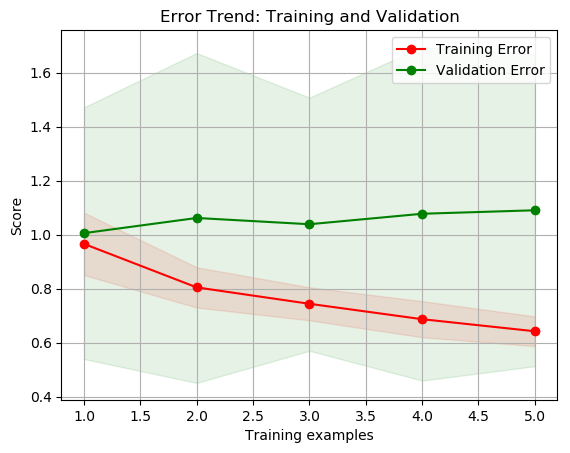 Error Trend: Training and Validation
Training Error
Validation Error
Score
1.6
1.4
1.2
1.0
0.8
0.6
0.4
1.0 1.5 2.0 2.5 3.0 3.5 4.0 4.5 5.0
Training examples